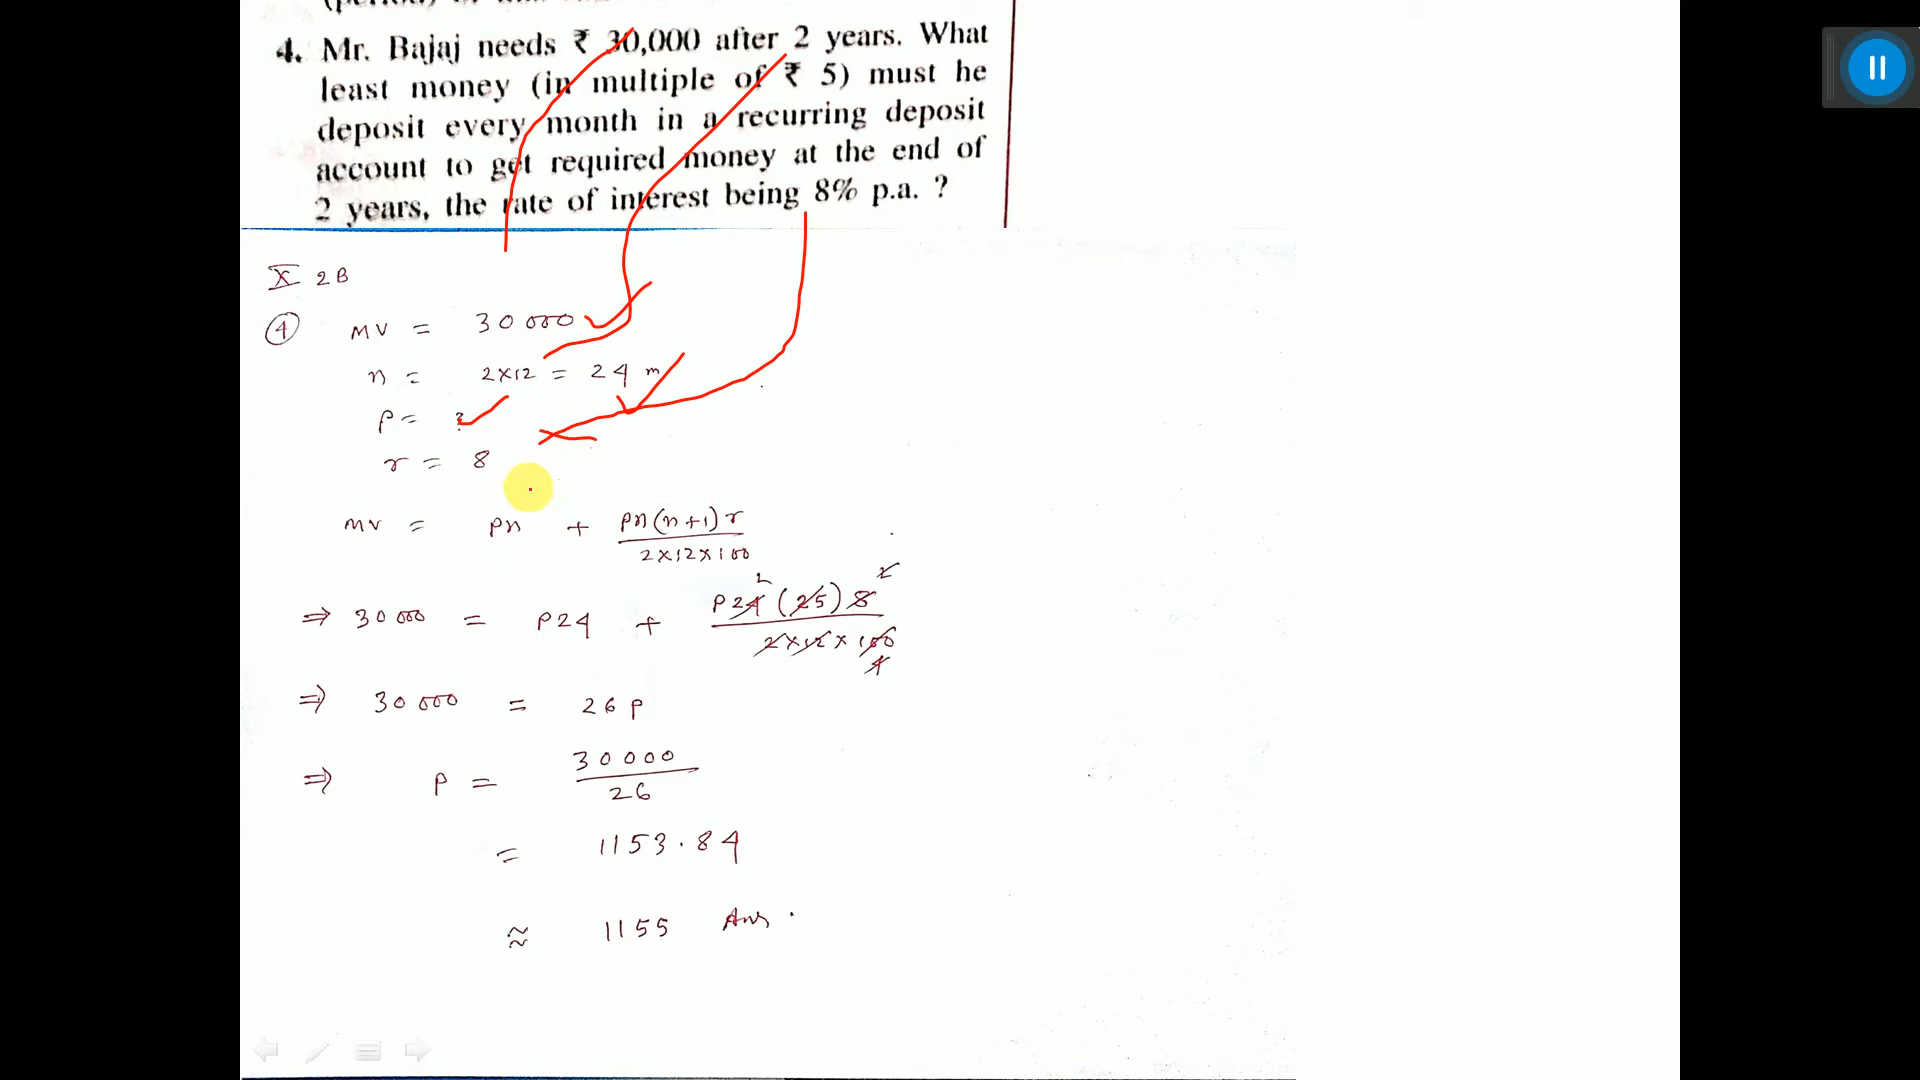 4. Mr. Bajaj needs ₹ 30,000 after 2 years. What
least money (in multiple of ₹ 5) must he
deposit every month in a recurring deposit
account to get required money at the end of
2 years, the rate of interest being 8% p.a. ?
X 2B
④ MV = 30000
n = 2×12 = 24 m
P = ?
r = 8
MV = Pn + Pn(n+1)r
2×12×100
⇒ 30000 = P24 + P24(25)8
2×12×100
4
⇒ 30000 = 26P
⇒ P = 30000
26
= 1153.84
≈ 1155 Ans.